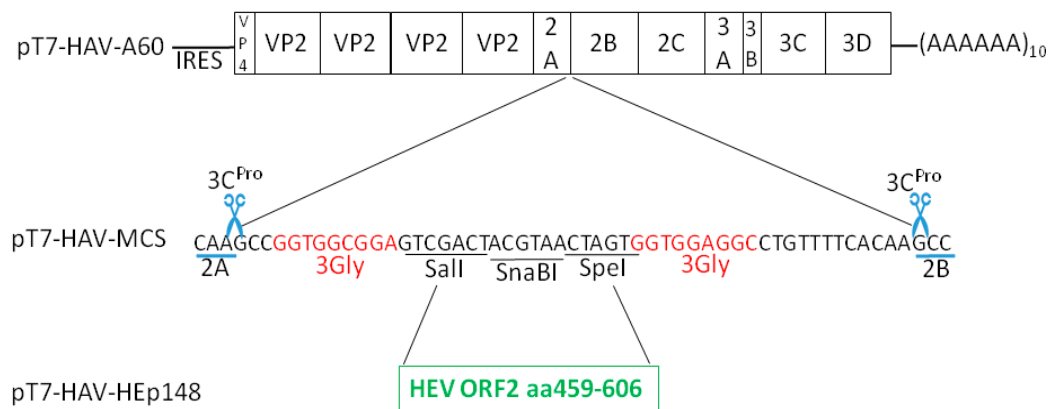 pT7-HAV-A60 IRES VP4 VP2 VP2 VP2 VP2 2A 2B 2C 3A 3B 3C 3D (AAAAAA)10
3CPro 3CPro
pT7-HAV-MCS CAAGCCGGTGGCGGAGTCGACTACGTAACTAGTGGTGGAGGCCTGTTTTCACAAGCC
2A 3Gly SalI SnaBI SpeI 3Gly 2B
pT7-HAV-HEp148 HEV ORF2 aa459-606